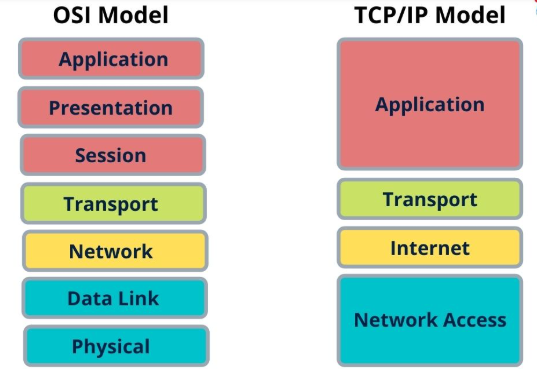 OSI Model
Application
Presentation
Session
Transport
Network
Data Link
Physical
TCP/IP Model
Application
Transport
Internet
Network Access